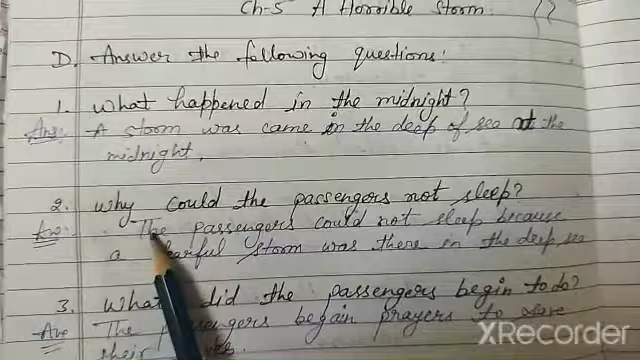 Ch-5 A Horrible Storm.
D. Answer the following questions:
1. What happened in the midnight?
Ans: A storm was came in the deep of sea at the
midnight.
2. why could the passengers not sleep?
The passengers could not sleep because
a fearful storm was there in the deep sea
3. What did the passengers begin to do?
Ans The passengers begain prayers to save
their
XRecorder